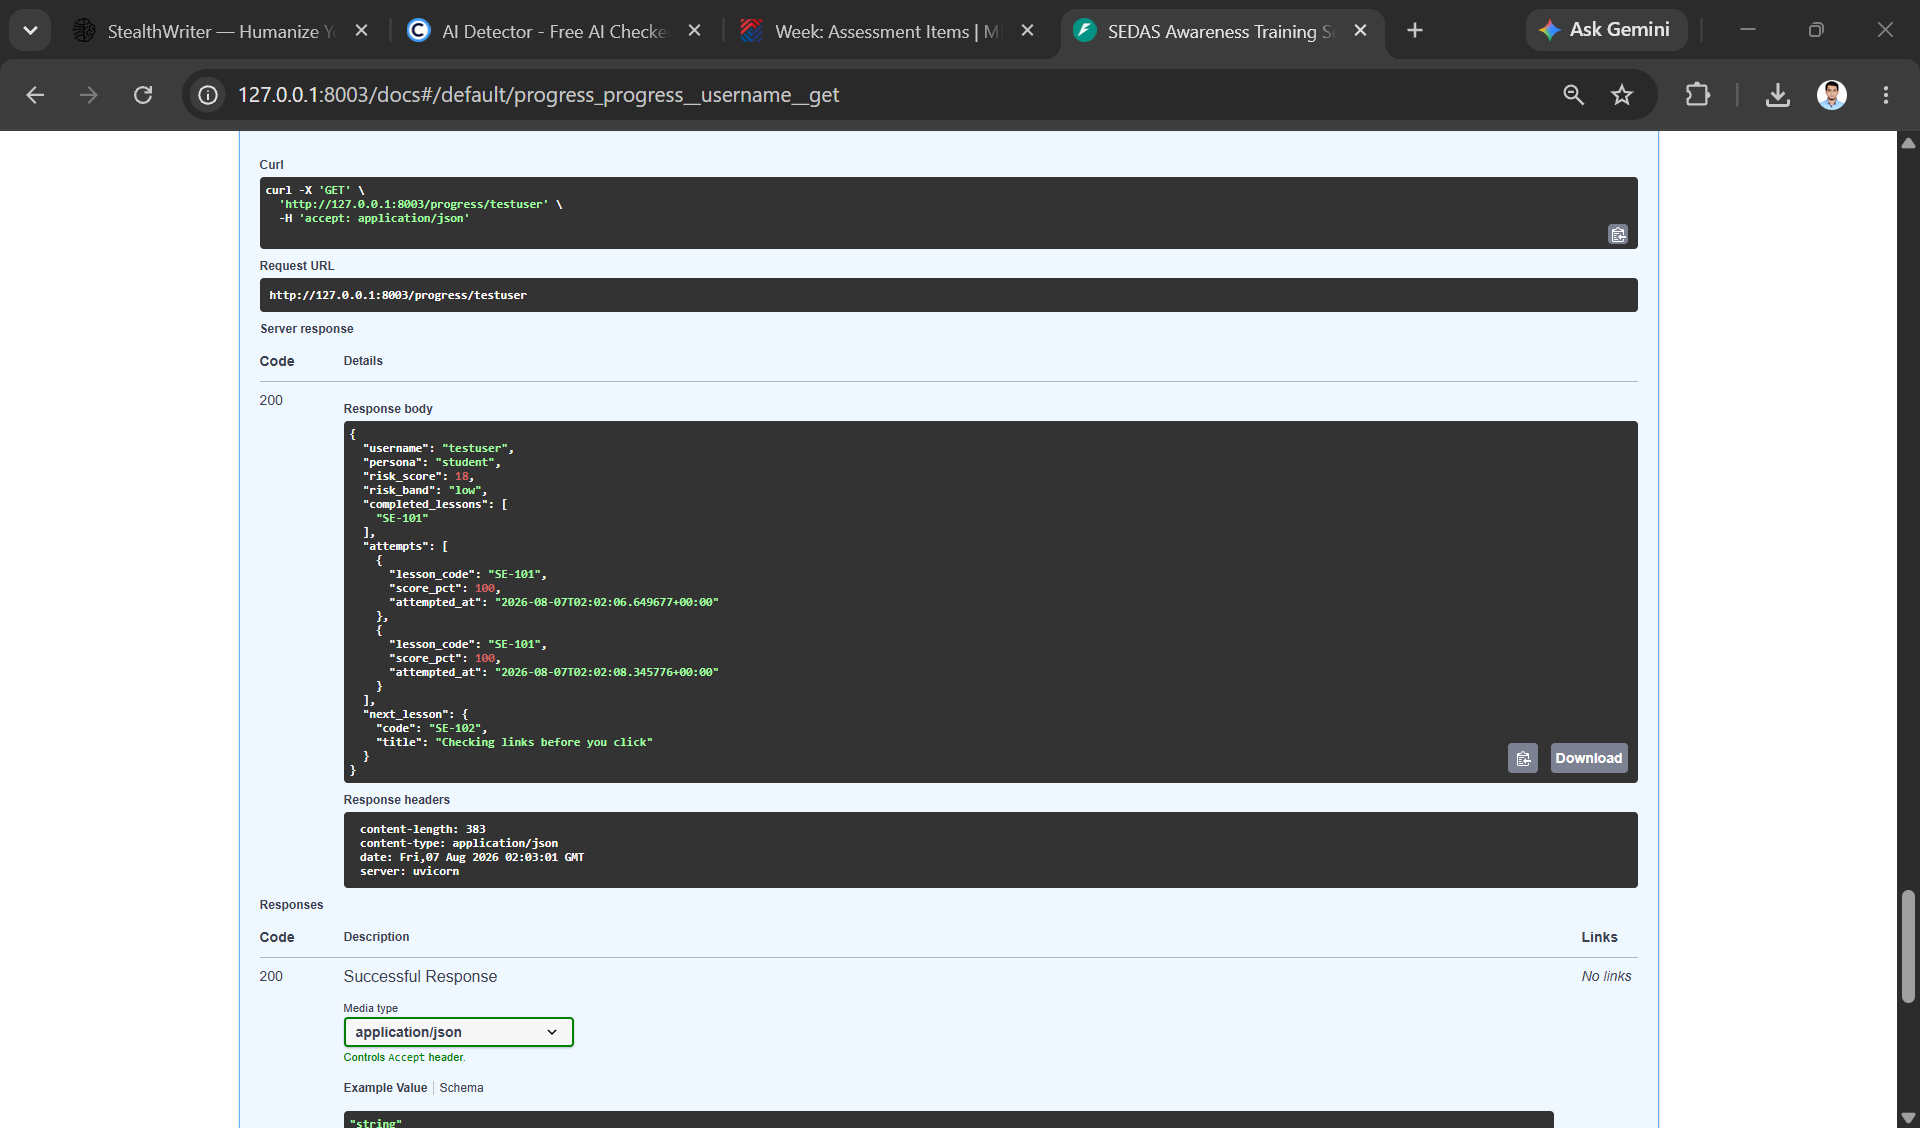 StealthWriter — Humanize Y
AI Detector - Free AI Checke
Week: Assessment Items | M
SEDAS Awareness Training S
Ask Gemini
127.0.0.1:8003/docs#/default/progress_progress__username__get
Curl
curl -X 'GET' \
'http://127.0.0.1:8003/progress/testuser' \
-H 'accept: application/json'
Request URL
http://127.0.0.1:8003/progress/testuser
Server response
Code Details
200
Response body
{
"username": "testuser",
"persona": "student",
"risk_score": 18,
"risk_band": "low",
"completed_lessons": [
"SE-101"
],
"attempts": [
{
"lesson_code": "SE-101",
"score_pct": 100,
"attempted_at": "2026-08-07T02:02:06.649677+00:00"
},
{
"lesson_code": "SE-101",
"score_pct": 100,
"attempted_at": "2026-08-07T02:02:08.345776+00:00"
}
],
"next_lesson": {
"code": "SE-102",
"title": "Checking links before you click"
}
}
Download
Response headers
content-length: 383
content-type: application/json
date: Fri,07 Aug 2026 02:03:01 GMT
server: uvicorn
Responses
Code Description Links
200 Successful Response No links
Media type
application/json
Controls Accept header.
Example Value Schema
"string"